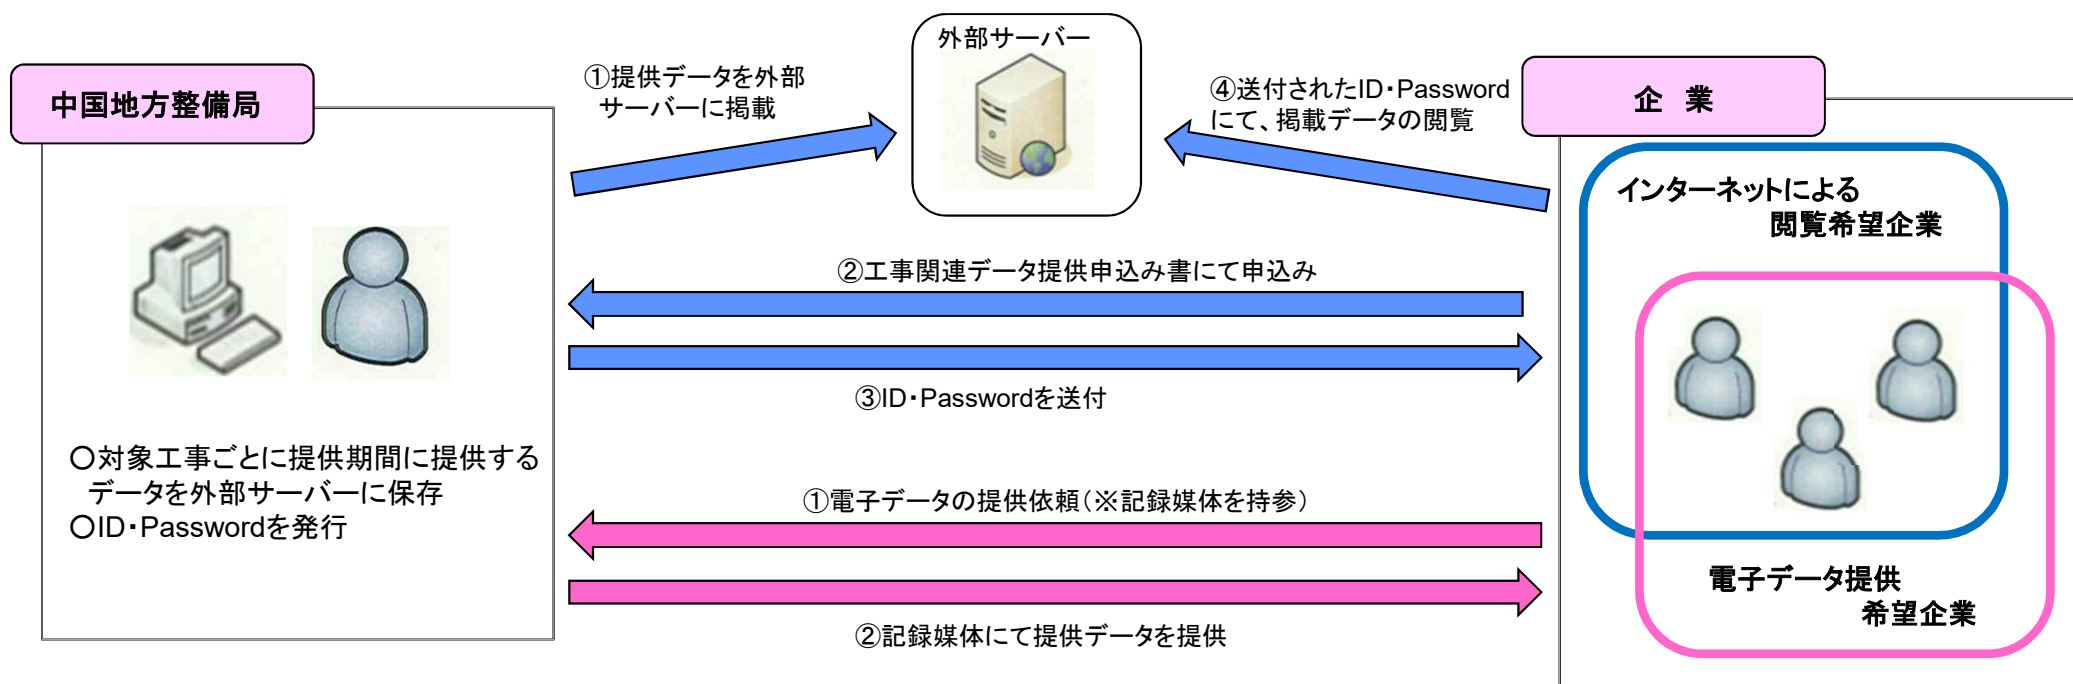 外部サーバー
①提供データを外部
サーバーに掲載
④送付されたID・Password
にて、掲載データの閲覧
中国地方整備局
企　業
インターネットによる
閲覧希望企業
②工事関連データ提供申込み書にて申込み
③ID・Passwordを送付
〇対象工事ごとに提供期間に提供する
データを外部サーバーに保存
〇ID・Passwordを発行
①電子データの提供依頼（※記録媒体を持参）
②記録媒体にて提供データを提供
電子データ提供
希望企業